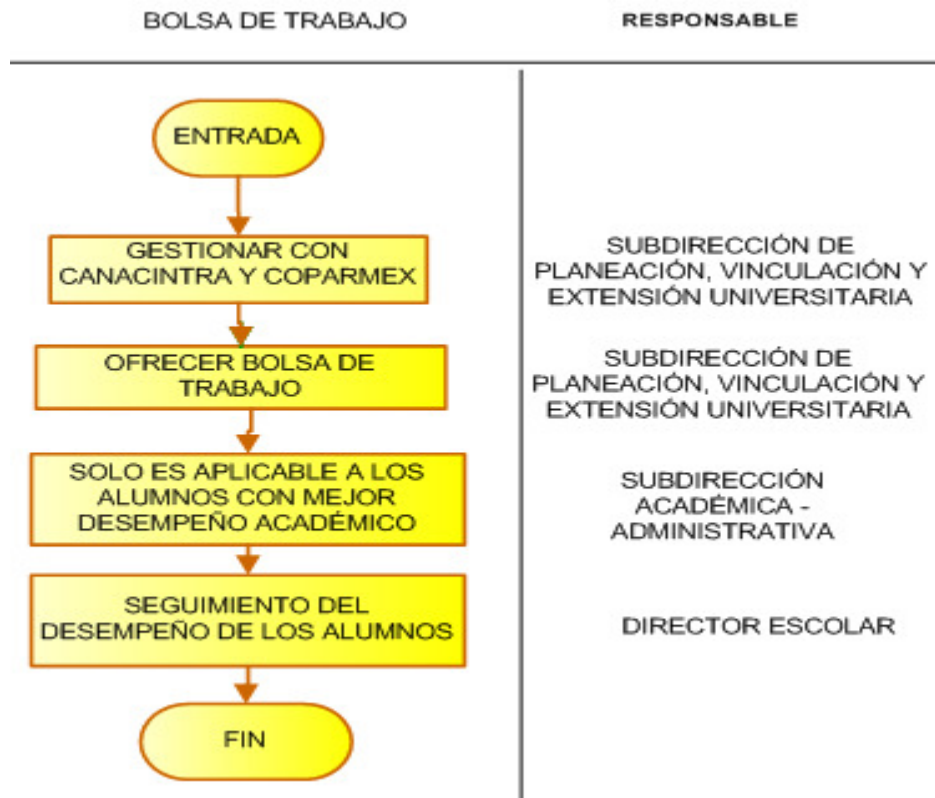 BOLSA DE TRABAJO
RESPONSABLE
ENTRADA
GESTIONAR CON
CANACINTRA Y COPARMEX
SUBDIRECCIÓN DE
PLANEACIÓN, VINCULACIÓN Y
EXTENSIÓN UNIVERSITARIA
OFRECER BOLSA DE
TRABAJO
SUBDIRECCIÓN DE
PLANEACIÓN, VINCULACIÓN Y
EXTENSIÓN UNIVERSITARIA
SOLO ES APLICABLE A LOS
ALUMNOS CON MEJOR
DESEMPEÑO ACADÉMICO
SUBDIRECCIÓN
ACADÉMICA -
ADMINISTRATIVA
SEGUIMIENTO DEL
DESEMPEÑO DE LOS ALUMNOS
DIRECTOR ESCOLAR
FIN